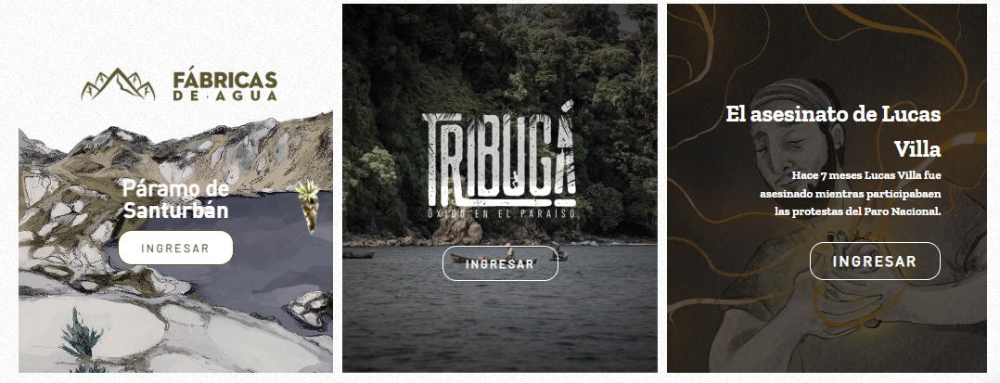 FÁBRICAS
DE · AGUA
Páramo de
Santurbán
INGRESAR
TRIBUGÁ
ÓXIDO EN EL PARAÍSO
INGRESAR
El asesinato de Lucas
Villa
Hace 7 meses Lucas Villa fue
asesinado mientras participabaen
las protestas del Paro Nacional.
INGRESAR